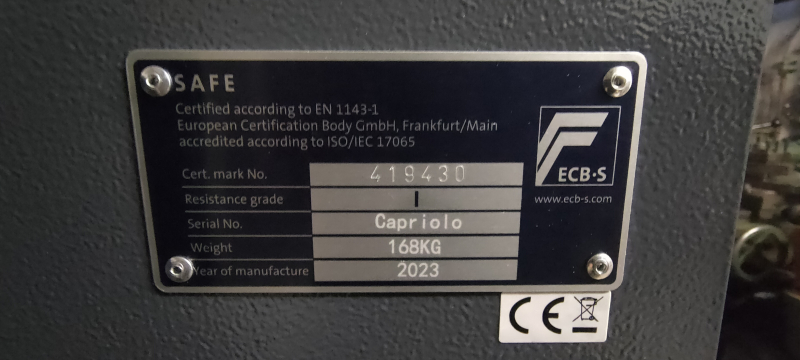 SAFE
Certified according to EN 1143-1
European Certification Body GmbH, Frankfurt/Main
accredited according to ISO/IEC 17065
ECB·S
www.ecb-s.com
Cert. mark No. 419430
Resistance grade I
Serial No. Capriolo
Weight 168KG
Year of manufacture 2023
CE